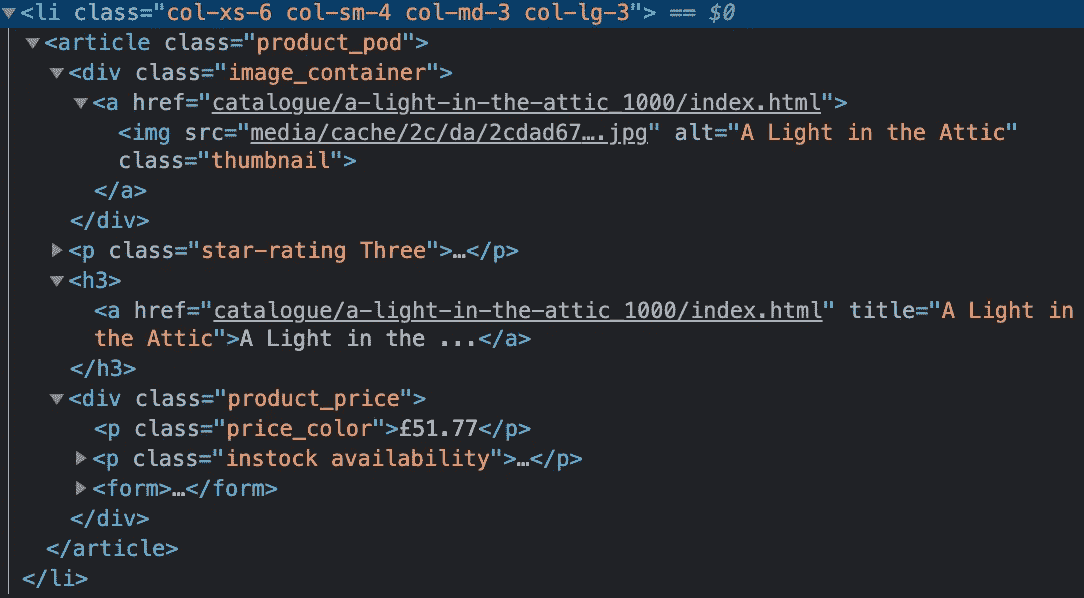 <li class="col-xs-6 col-sm-4 col-md-3 col-lg-3"> == $0
<article class="product_pod">
<div class="image_container">
<a href="catalogue/a-light-in-the-attic_1000/index.html">
<img src="media/cache/2c/da/2cdad67….jpg" alt="A Light in the Attic"
class="thumbnail">
</a>
</div>
<p class="star-rating Three">…</p>
<h3>
<a href="catalogue/a-light-in-the-attic_1000/index.html" title="A Light in
the Attic">A Light in the ...</a>
</h3>
<div class="product_price">
<p class="price_color">£51.77</p>
<p class="instock availability">…</p>
<form>…</form>
</div>
</article>
</li>